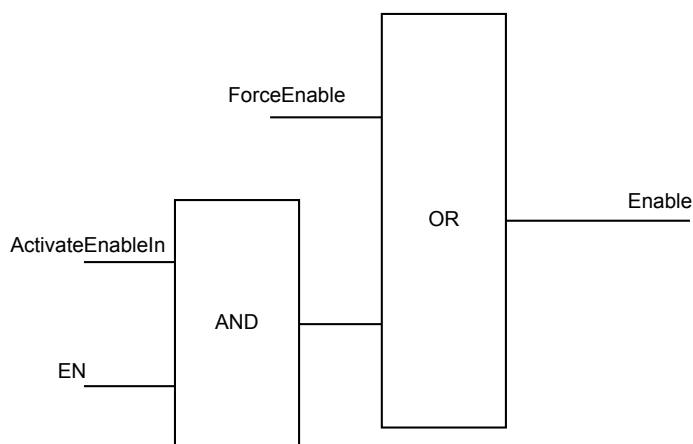 ForceEnable
Enable
OR
ActivateEnableIn
AND
EN